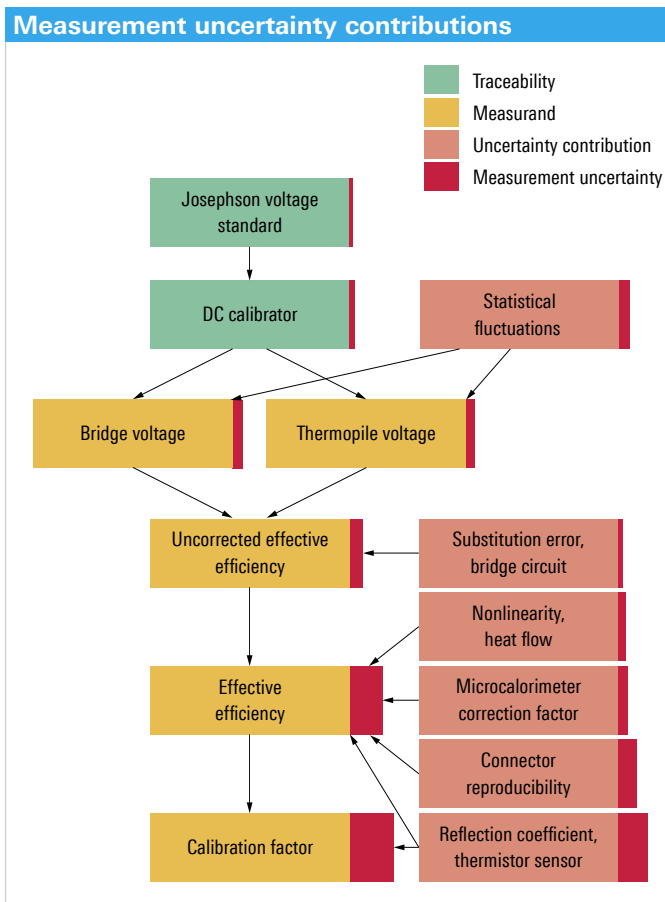 Measurement uncertainty contributions
Traceability
Measurand
Uncertainty contribution
Measurement uncertainty
Josephson voltage
standard
DC calibrator
Statistical
fluctuations
Bridge voltage
Thermopile voltage
Uncorrected effective
efficiency
Substitution error,
bridge circuit
Nonlinearity,
heat flow
Effective
efficiency
Microcalorimeter
correction factor
Connector
reproducibility
Calibration factor
Reflection coefficient,
thermistor sensor